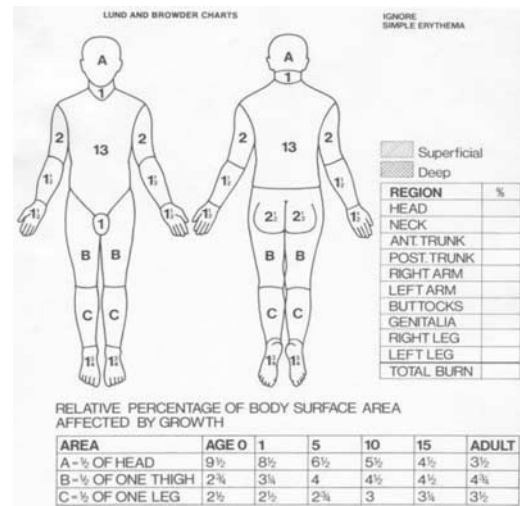 LUND AND BROWDER CHARTS
IGNORE
SIMPLE ERYTHEMA
A
1
2
13
2
1½
1½
1½
1½
1
B
B
C
C
1¾
1¾
A
1
2
13
2
1½
1½
1½
1½
2½
2½
B
B
C
C
1¾
1¾
Superficial
Deep
REGION %
HEAD
NECK
ANT. TRUNK
POST. TRUNK
RIGHT ARM
LEFT ARM
BUTTOCKS
GENITALIA
RIGHT LEG
LEFT LEG
TOTAL BURN
RELATIVE PERCENTAGE OF BODY SURFACE AREA
AFFECTED BY GROWTH
AREA AGE 0 1 5 10 15 ADULT
A=½ OF HEAD 9½ 8½ 6½ 5½ 4½ 3½
B=½ OF ONE THIGH 2¾ 3¼ 4 4½ 4½ 4¾
C=½ OF ONE LEG 2½ 2½ 2¾ 3 3¼ 3½